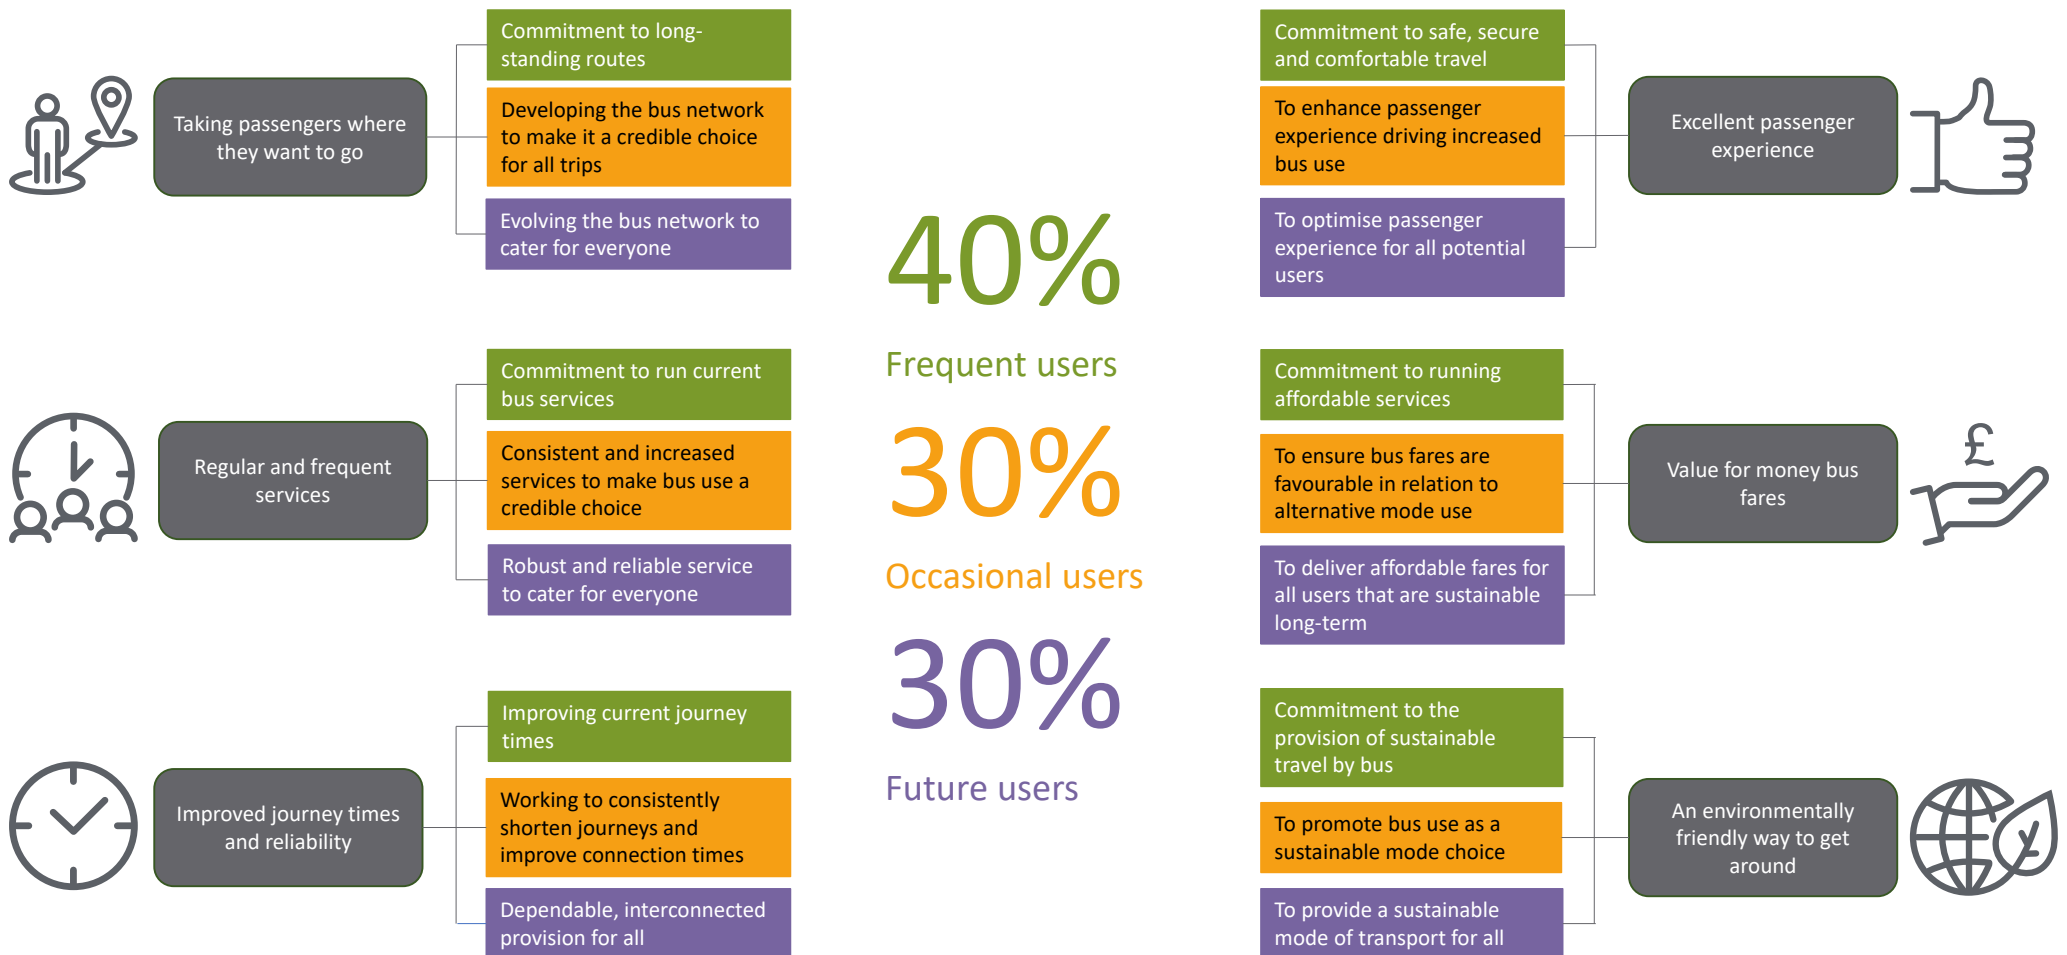 Taking passengers where
they want to go
Commitment to long-
standing routes
Developing the bus network
to make it a credible choice
for all trips
Evolving the bus network to
cater for everyone
Regular and frequent
services
Commitment to run current
bus services
Consistent and increased
services to make bus use a
credible choice
Robust and reliable service
to cater for everyone
Improved journey times
and reliability
Improving current journey
times
Working to consistently
shorten journeys and
improve connection times
Dependable, interconnected
provision for all
40%
Frequent users
30%
Occasional users
30%
Future users
Commitment to safe, secure
and comfortable travel
To enhance passenger
experience driving increased
bus use
To optimise passenger
experience for all potential
users
Excellent passenger
experience
Commitment to running
affordable services
To ensure bus fares are
favourable in relation to
alternative mode use
To deliver affordable fares for
all users that are sustainable
long-term
Value for money bus
fares
£
Commitment to the
provision of sustainable
travel by bus
To promote bus use as a
sustainable mode choice
To provide a sustainable
mode of transport for all
An environmentally
friendly way to get
around